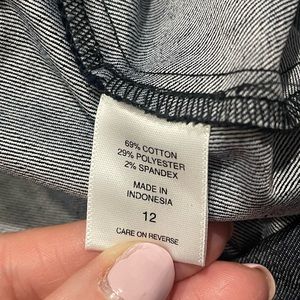 69% COTTON
29% POLYESTER
2% SPANDEX
MADE IN
INDONESIA
12
CARE ON REVERSE